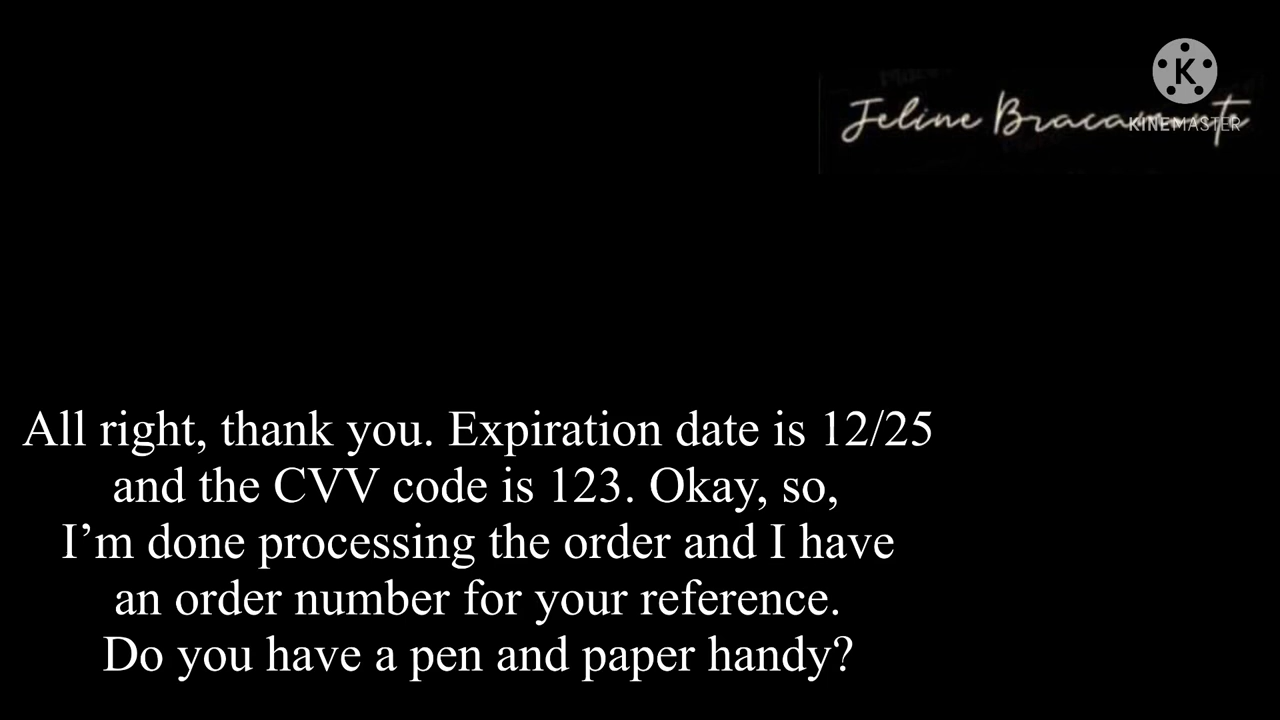 K
Jeline Bracamonte
KINEMASTER
All right, thank you. Expiration date is 12/25
and the CVV code is 123. Okay, so,
I’m done processing the order and I have
an order number for your reference.
Do you have a pen and paper handy?